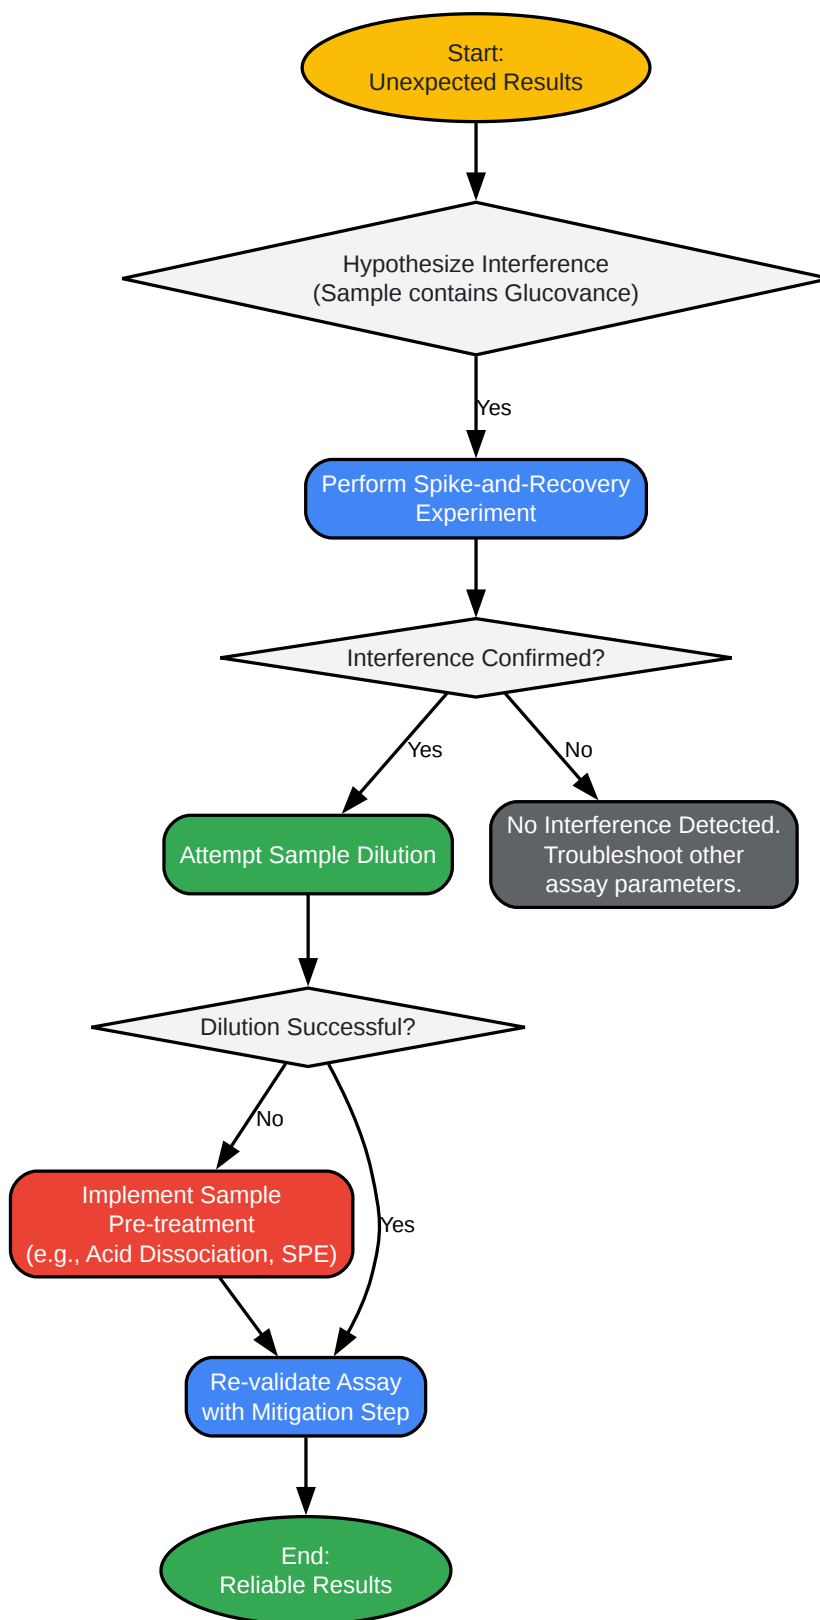 Start:
Unexpected Results
Hypothesize Interference
(Sample contains Glucovance)
Yes
Perform Spike-and-Recovery
Experiment
Interference Confirmed?
Yes
No
Attempt Sample Dilution
No Interference Detected.
Troubleshoot other
assay parameters.
Dilution Successful?
No
Implement Sample
Pre-treatment
(e.g., Acid Dissociation, SPE)
Yes
Re-validate Assay
with Mitigation Step
End:
Reliable Results